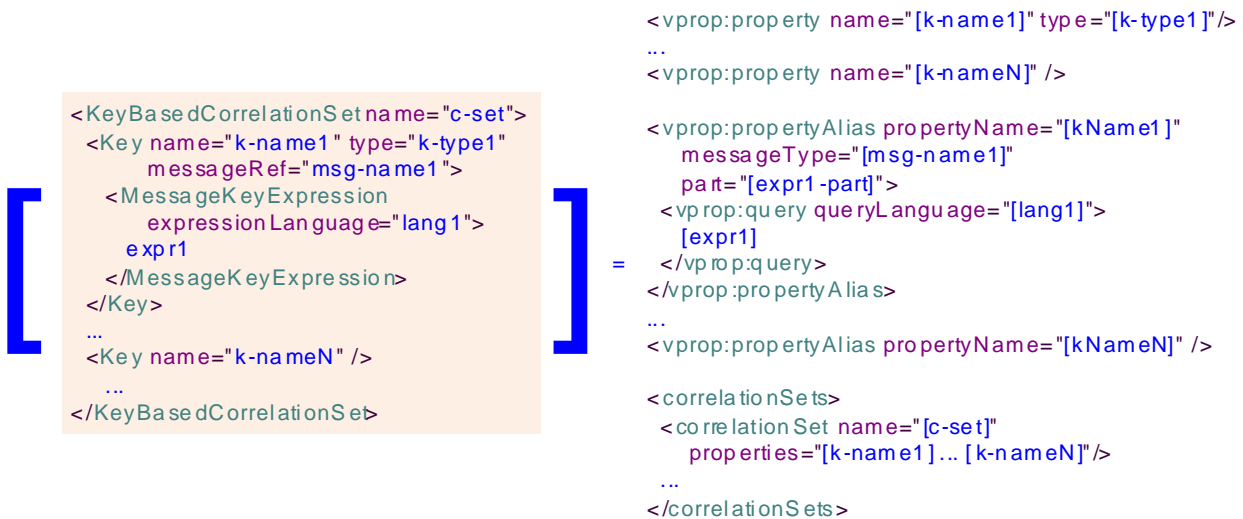 <KeyBasedCorrelationSet name="c-set">
<Key name="k-name1" type="k-type1"
messageRef="msg-name1">
<MessageKeyExpression
expressionLanguage="lang1">
expr1
</MessageKeyExpression>
</Key>
...
<Key name="k-nameN" />
...
</KeyBasedCorrelationSet>
=
<vprop:property name="[k-name1]" type="[k-type1]"/>
...
<vprop:property name="[k-nameN]" />
<vprop:propertyAlias propertyName="[kName1]"
messageType="[msg-name1]"
part="[expr1-part]">
<vprop:query queryLanguage="[lang1]">
[expr1]
</vprop:query>
</vprop:propertyAlias>
...
<vprop:propertyAlias propertyName="[kNameN]" />
<correlationSets>
<correlationSet name="[c-set]"
properties="[k-name1] ... [k-nameN]"/>
...
</correlationSets>